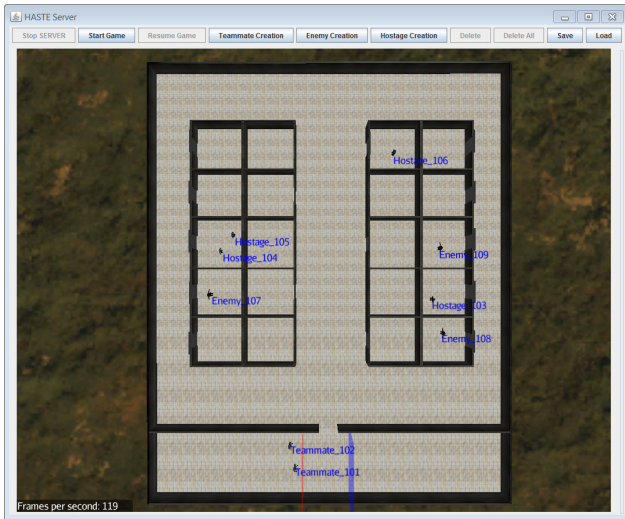 HASTE Server
Stop SERVER Start Game Resume Game Teammate Creation Enemy Creation Hostage Creation Delete Delete All Save Load
Hostage_106
Hostage_105
Hostage_104
Enemy_109
Enemy_107
Hostage_103
Enemy_108
Teammate_102
Teammate_101
Frames per second: 119